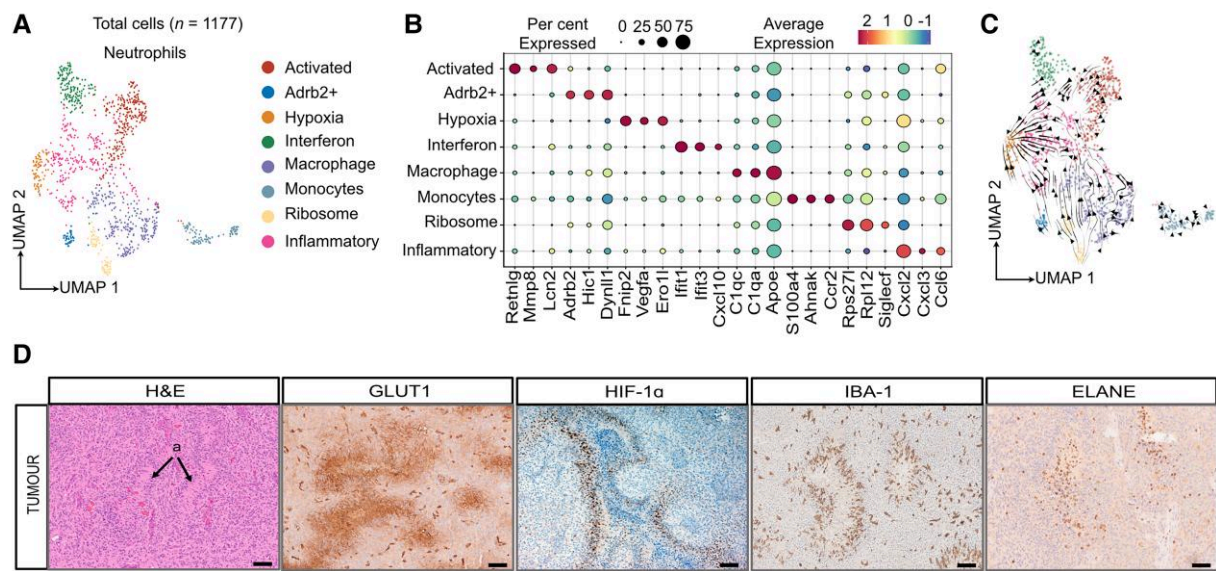 A
Total cells (n = 1177)
Neutrophils
Activated
Adrb2+
Hypoxia
Interferon
Macrophage
Monocytes
Ribosome
Inflammatory
UMAP 2
UMAP 1
B
Per cent Expressed
0 25 50 75
Average Expression
2 1 0 -1
Activated
Adrb2+
Hypoxia
Interferon
Macrophage
Monocytes
Ribosome
Inflammatory
Retnlg
Mmp8
Lcn2
Adrb2
Hic1
Dynll1
Fnip2
Vegfa
Ero1l
Ifit1
Ifit3
Cxcl10
C1qc
C1qa
Apoe
S100a4
Ahnak
Ccr2
Rps27l
Rpl12
Siglecf
Cxcl2
Cxcl3
Ccl6
C
UMAP 2
UMAP 1
D
H&E
GLUT1
HIF-1α
IBA-1
ELANE
TUMOUR
a